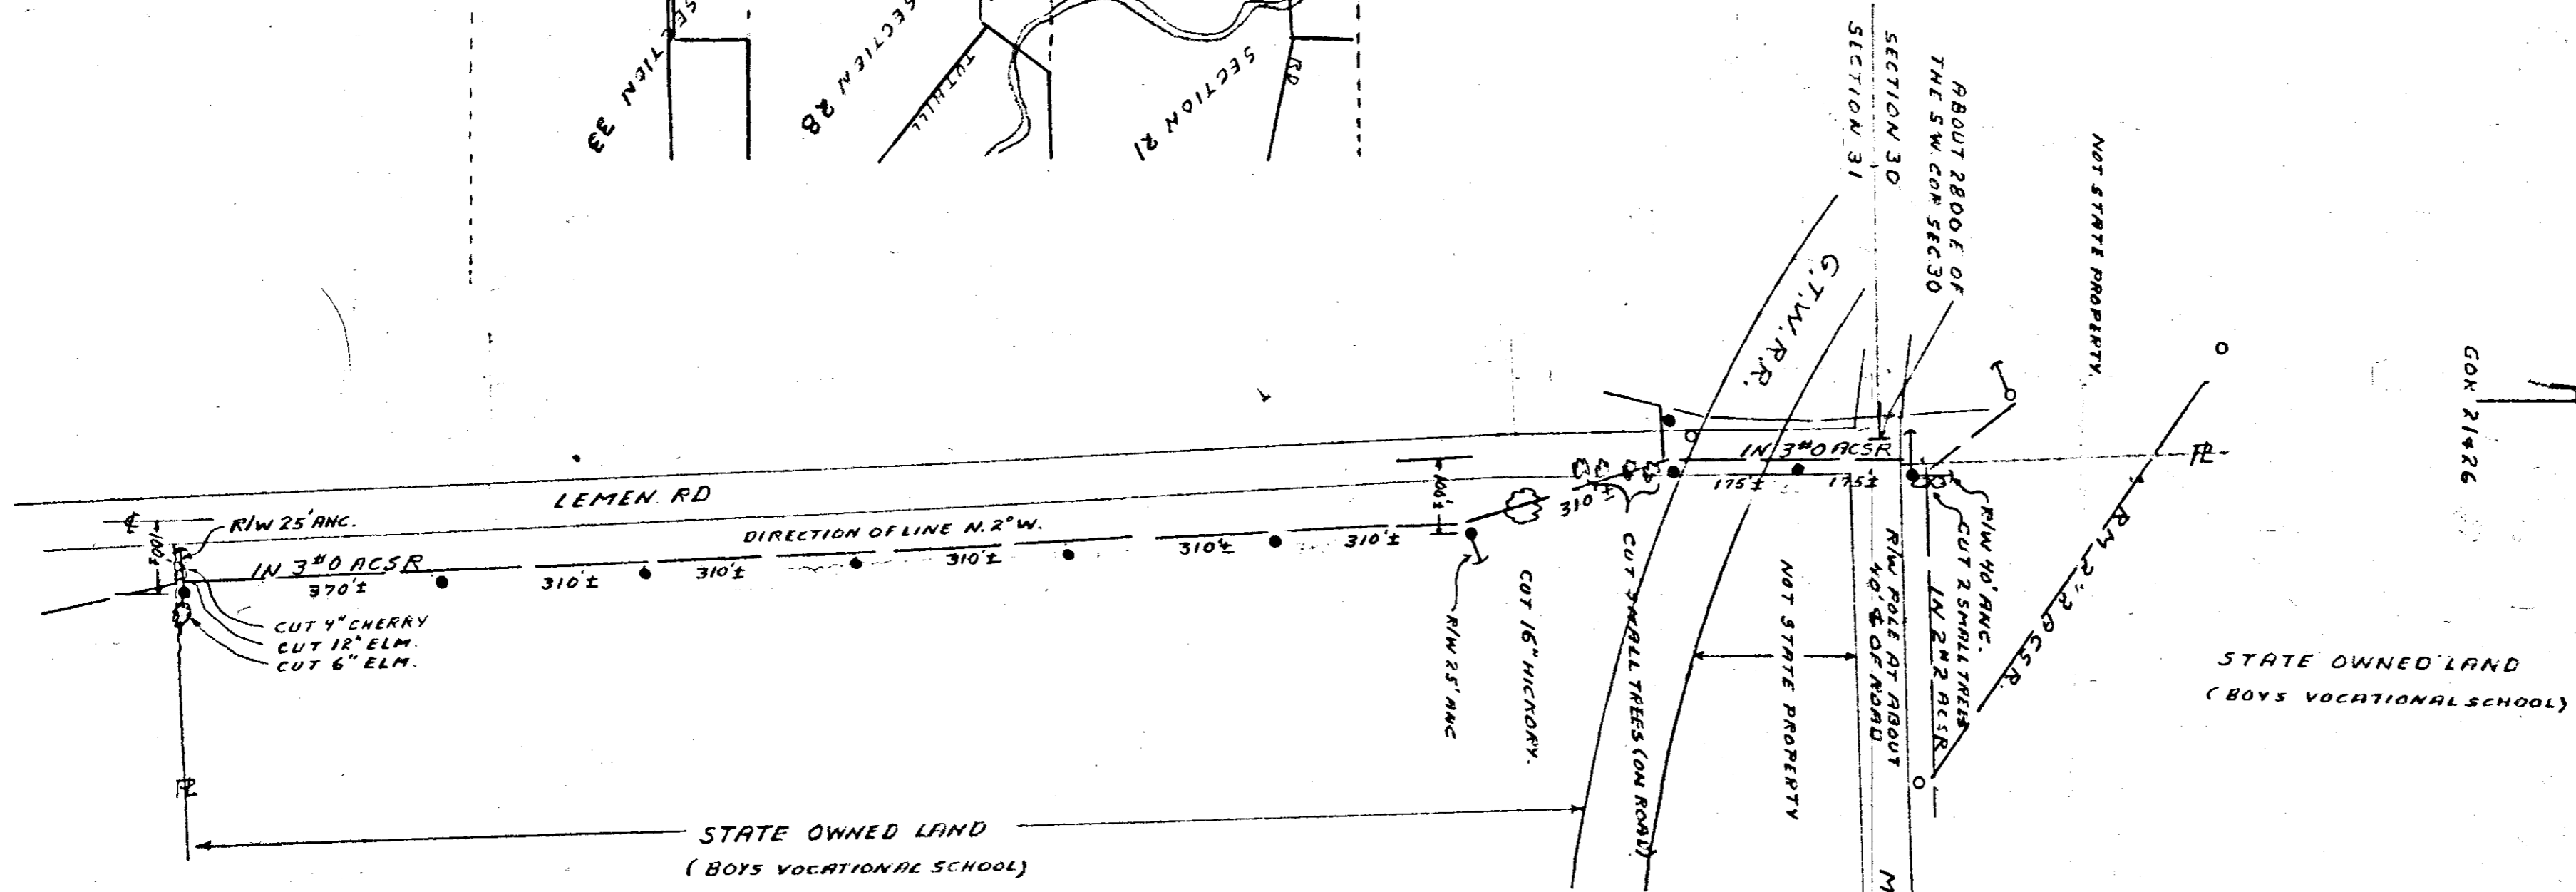 SECTION 33
SECTION 28
TUTHILL
SECTION 21
RD
SECTION 31
SECTION 30
ABOUT 2800 E OF
THE S.W. COR SEC 30
NOT STATE PROPERTY
GOK 21426
G.T.W.R.R.
LEMEN RD
DIRECTION OF LINE N. 2° W.
R/W 25' ANC.
100'±
IN 3 #0 ACSR
370'±
310'±
310'±
310'±
310'±
310'±
100'±
310'±
IN 3 #0 ACSR
175'±
175'±
CUT 4" CHERRY
CUT 12" ELM.
CUT 6" ELM.
R/W 25' ANC
CUT 16" HICKORY.
CUT SMALL TREES (ON ROAD)
NOT STATE PROPERTY
R/W POLE AT ABOUT
40' ℄ OF ROAD
R/W 40' ANC.
CUT 2 SMALL TREES
IN 2 #2 ACSR
RM 2 #2 ACSR.
STATE OWNED LAND
(BOYS VOCATIONAL SCHOOL)
STATE OWNED LAND
(BOYS VOCATIONAL SCHOOL)
M